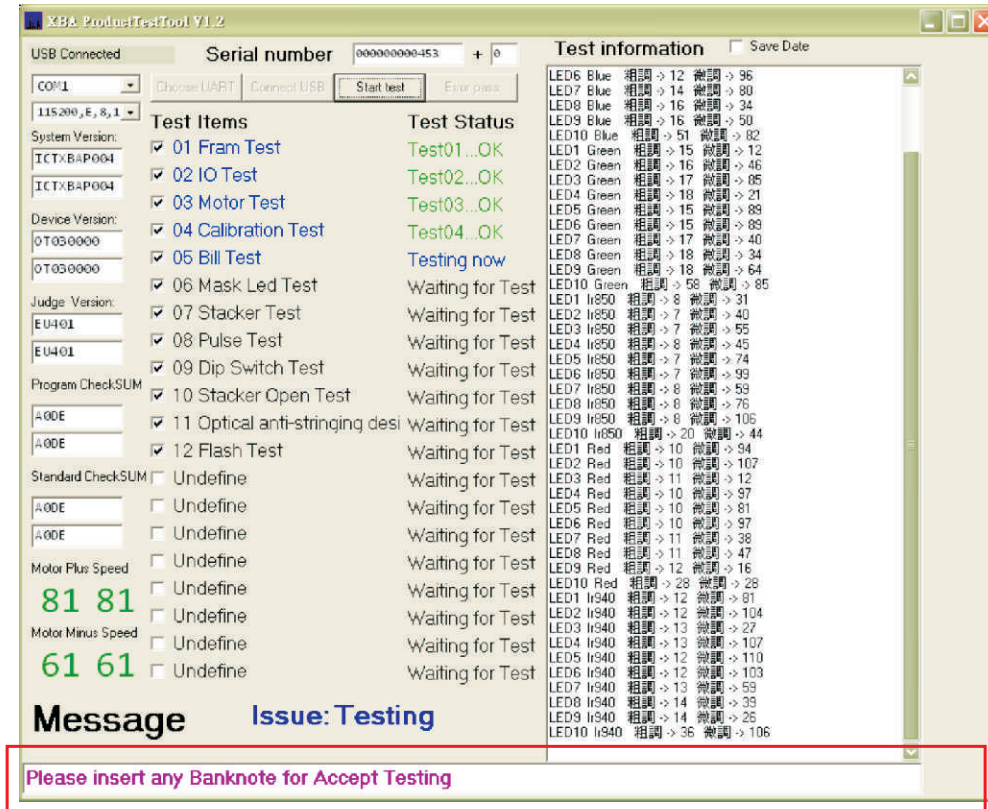 XBA ProductTestTool V1.2
USB Connected
Serial number 000000000453 + 0
COM1
Choose UART Connect USB Start test Error pass
115200,E,8,1
System Version:
ICTXBAP004
ICTXBAP004
Device Version:
OT030000
OT030000
Judge Version:
EU401
EU401
Program CheckSUM
A0DE
A0DE
Standard CheckSUM
A0DE
A0DE
Motor Plus Speed
81 81
Motor Minus Speed
61 61
Test Items Test Status
01 Fram Test Test01...OK
02 IO Test Test02...OK
03 Motor Test Test03...OK
04 Calibration Test Test04...OK
05 Bill Test Testing now
06 Mask Led Test Waiting for Test
07 Stacker Test Waiting for Test
08 Pulse Test Waiting for Test
09 Dip Switch Test Waiting for Test
10 Stacker Open Test Waiting for Test
11 Optical anti-stringing desi Waiting for Test
12 Flash Test Waiting for Test
Undefine Waiting for Test
Undefine Waiting for Test
Undefine Waiting for Test
Undefine Waiting for Test
Undefine Waiting for Test
Undefine Waiting for Test
Undefine Waiting for Test
Undefine Waiting for Test
Test information Save Date
LED6 Blue 粗調 -> 12 微調 -> 96
LED7 Blue 粗調 -> 14 微調 -> 80
LED8 Blue 粗調 -> 16 微調 -> 34
LED9 Blue 粗調 -> 16 微調 -> 50
LED10 Blue 粗調 -> 51 微調 -> 82
LED1 Green 粗調 -> 15 微調 -> 12
LED2 Green 粗調 -> 16 微調 -> 46
LED3 Green 粗調 -> 17 微調 -> 85
LED4 Green 粗調 -> 18 微調 -> 21
LED5 Green 粗調 -> 15 微調 -> 89
LED6 Green 粗調 -> 15 微調 -> 89
LED7 Green 粗調 -> 17 微調 -> 40
LED8 Green 粗調 -> 18 微調 -> 34
LED9 Green 粗調 -> 18 微調 -> 64
LED10 Green 粗調 -> 58 微調 -> 85
LED1 Ir850 粗調 -> 8 微調 -> 31
LED2 Ir850 粗調 -> 7 微調 -> 40
LED3 Ir850 粗調 -> 7 微調 -> 55
LED4 Ir850 粗調 -> 8 微調 -> 45
LED5 Ir850 粗調 -> 7 微調 -> 74
LED6 Ir850 粗調 -> 7 微調 -> 99
LED7 Ir850 粗調 -> 8 微調 -> 59
LED8 Ir850 粗調 -> 8 微調 -> 76
LED9 Ir850 粗調 -> 8 微調 -> 106
LED10 Ir850 粗調 -> 20 微調 -> 44
LED1 Red 粗調 -> 10 微調 -> 94
LED2 Red 粗調 -> 10 微調 -> 107
LED3 Red 粗調 -> 11 微調 -> 12
LED4 Red 粗調 -> 10 微調 -> 97
LED5 Red 粗調 -> 10 微調 -> 81
LED6 Red 粗調 -> 10 微調 -> 97
LED7 Red 粗調 -> 11 微調 -> 38
LED8 Red 粗調 -> 11 微調 -> 47
LED9 Red 粗調 -> 12 微調 -> 16
LED10 Red 粗調 -> 28 微調 -> 28
LED1 Ir940 粗調 -> 12 微調 -> 81
LED2 Ir940 粗調 -> 12 微調 -> 104
LED3 Ir940 粗調 -> 13 微調 -> 27
LED4 Ir940 粗調 -> 13 微調 -> 107
LED5 Ir940 粗調 -> 12 微調 -> 110
LED6 Ir940 粗調 -> 12 微調 -> 103
LED7 Ir940 粗調 -> 13 微調 -> 59
LED8 Ir940 粗調 -> 14 微調 -> 39
LED9 Ir940 粗調 -> 14 微調 -> 26
LED10 Ir940 粗調 -> 36 微調 -> 106
Message Issue: Testing
Please insert any Banknote for Accept Testing